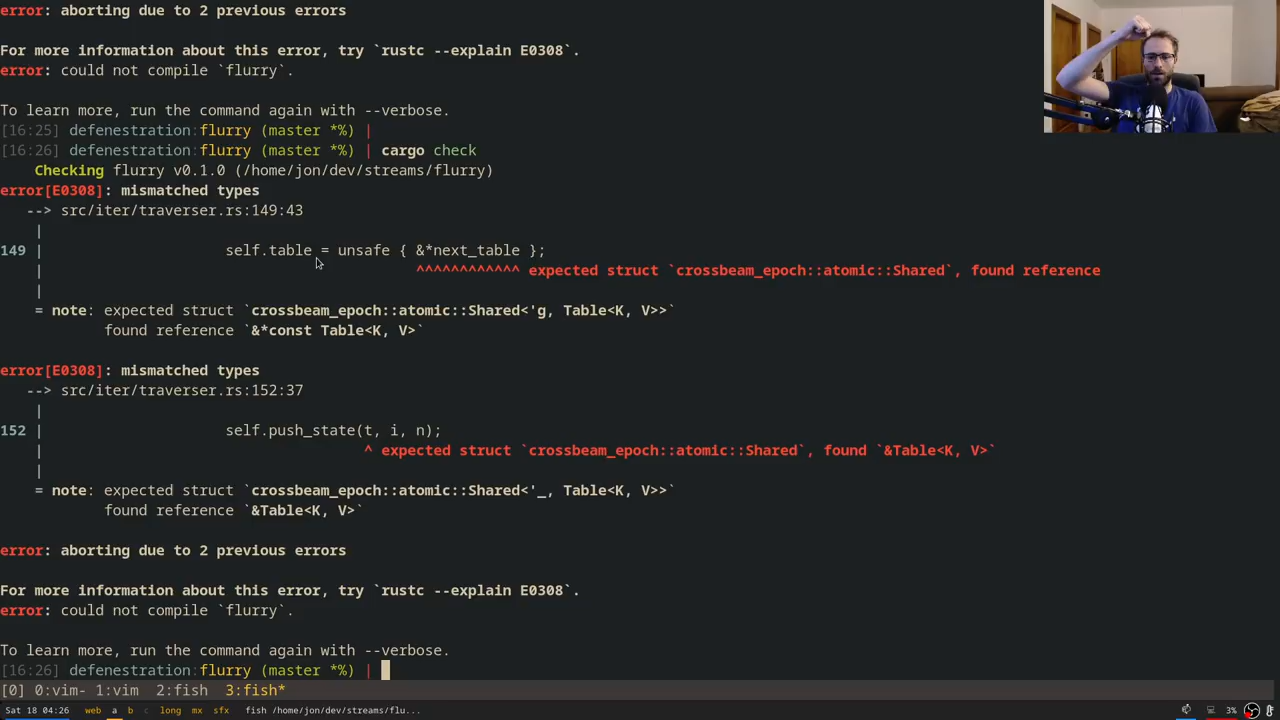 error: aborting due to 2 previous errors
For more information about this error, try `rustc --explain E0308`.
error: could not compile `flurry`.
To learn more, run the command again with --verbose.
[16:25] defenestration:flurry (master *%) |
[16:26] defenestration:flurry (master *%) | cargo check
Checking flurry v0.1.0 (/home/jon/dev/streams/flurry)
error[E0308]: mismatched types
--> src/iter/traverser.rs:149:43
|
149 | self.table = unsafe { &*next_table };
| ^^^^^^^^^^^^ expected struct `crossbeam_epoch::atomic::Shared`, found reference
|
= note: expected struct `crossbeam_epoch::atomic::Shared<'g, Table<K, V>>`
found reference `&*const Table<K, V>`
error[E0308]: mismatched types
--> src/iter/traverser.rs:152:37
|
152 | self.push_state(t, i, n);
| ^ expected struct `crossbeam_epoch::atomic::Shared`, found `&Table<K, V>`
|
= note: expected struct `crossbeam_epoch::atomic::Shared<'_, Table<K, V>>`
found reference `&Table<K, V>`
error: aborting due to 2 previous errors
For more information about this error, try `rustc --explain E0308`.
error: could not compile `flurry`.
To learn more, run the command again with --verbose.
[16:26] defenestration:flurry (master *%) |
[0] 0:vim- 1:vim 2:fish 3:fish*
Sat 18 04:26 web a b c long mx sfx fish /home/jon/dev/streams/flu... 3%